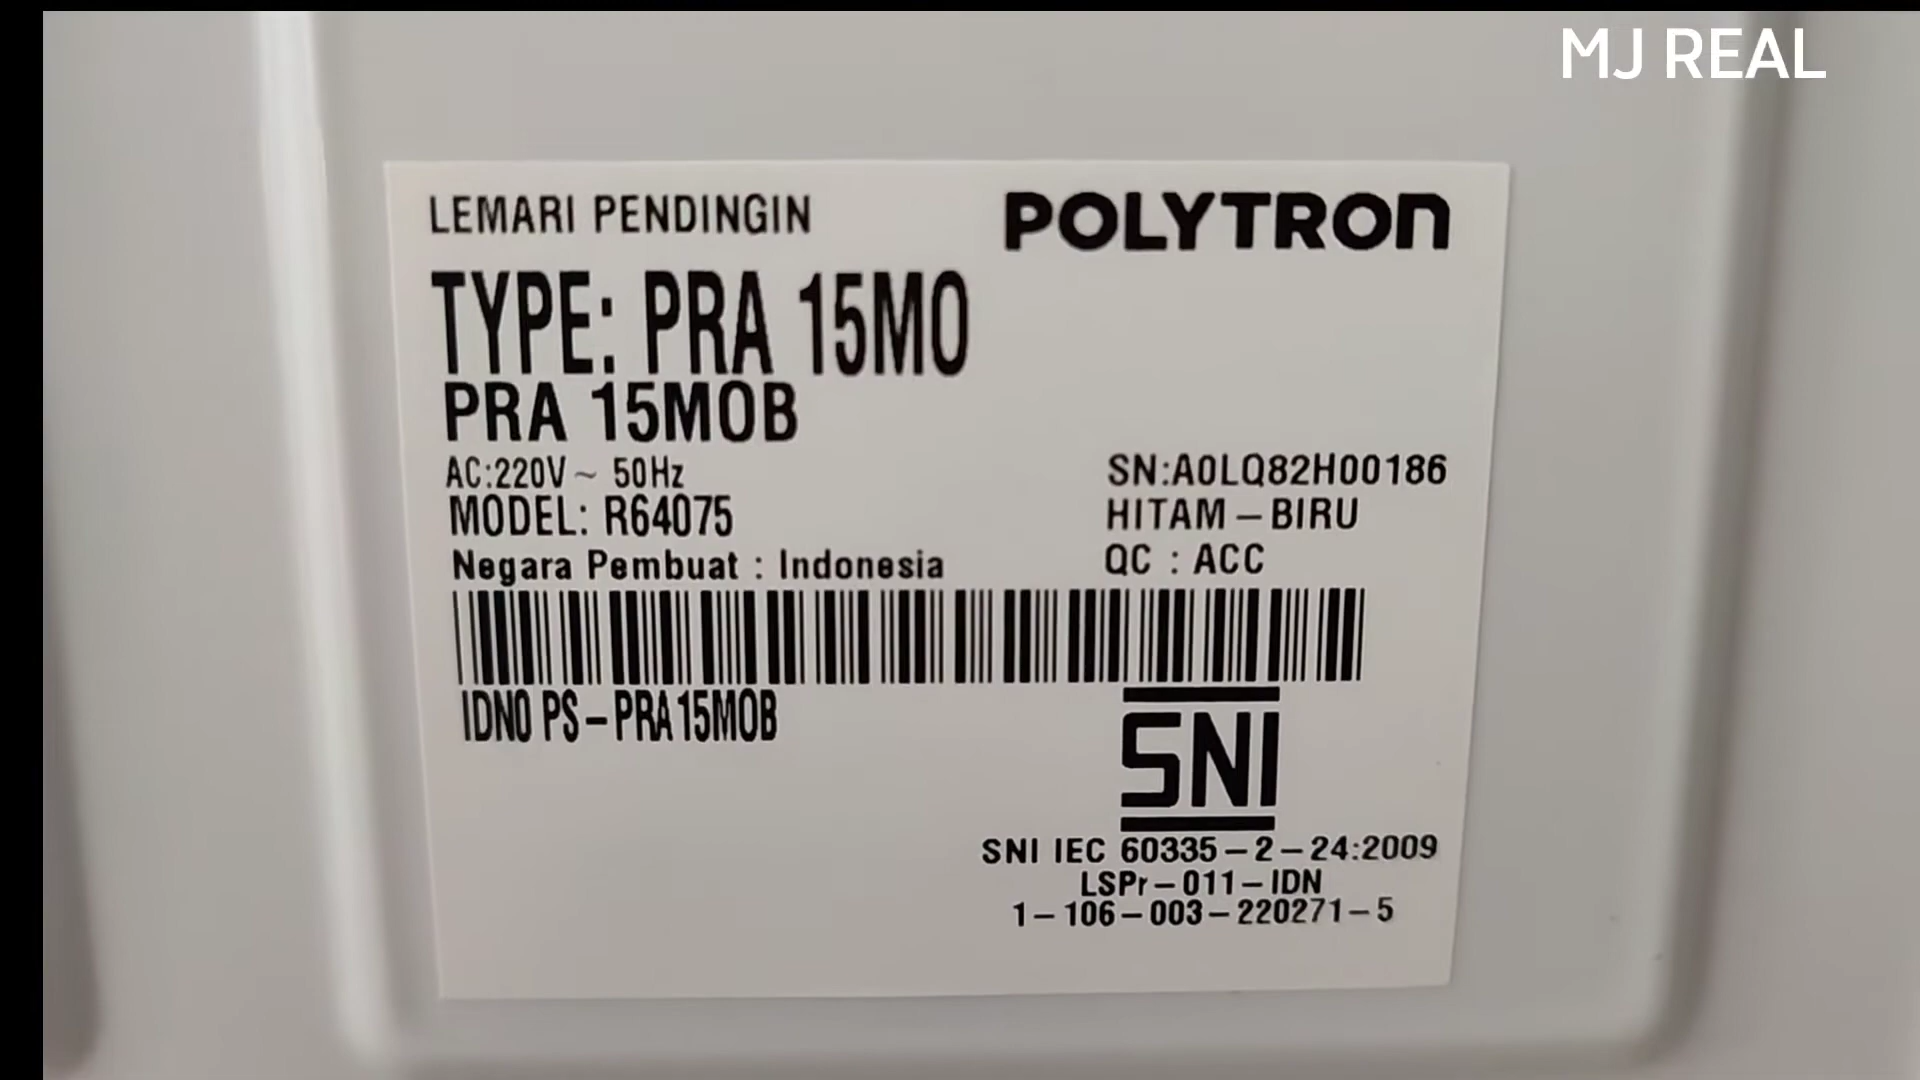 MJ REAL
LEMARI PENDINGIN
POLYTRON
TYPE: PRA 15MO
PRA 15MOB
AC:220V~ 50Hz
MODEL: R64075
Negara Pembuat : Indonesia
SN:A0LQ82H00186
HITAM – BIRU
QC : ACC
IDNO PS – PRA15MOB
SNI
SNI IEC 60335 – 2 – 24:2009
LSPr – 011 – IDN
1 – 106 – 003 – 220271 – 5